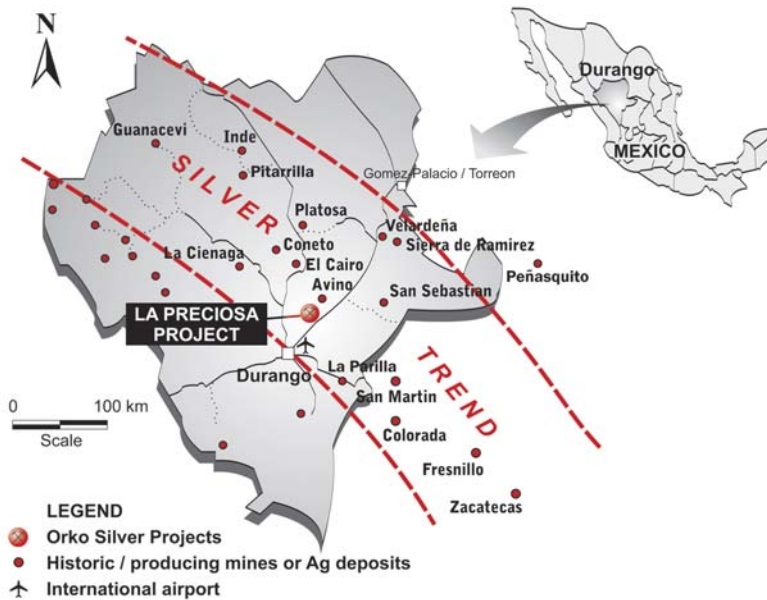 N
Durango
MEXICO
Guanacevi
Inde
Pitarrilla
Gomez-Palacio / Torreon
SILVER
Platosa
Velardeña
Sierra de Ramirez
Coneto
La Cienaga
El Cairo
Peñasquito
Avino
San Sebastran
LA PRECIOSA
PROJECT
TREND
Durango
La Parilla
San Martin
0 100 km
Scale
Colorada
Fresnillo
Zacatecas
LEGEND
Orko Silver Projects
Historic / producing mines or Ag deposits
International airport